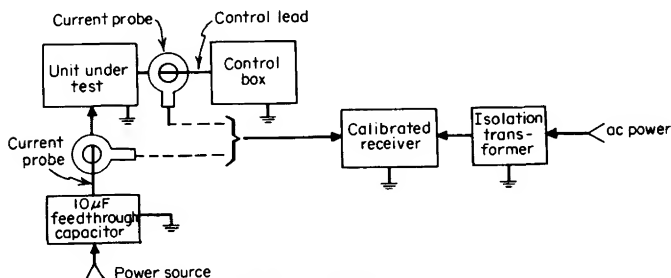 Current probe
Control lead
Unit under
test
Control
box
Current
probe
Calibrated
receiver
Isolation
trans-
former
ac power
10µF
feedthrough
capacitor
Power source